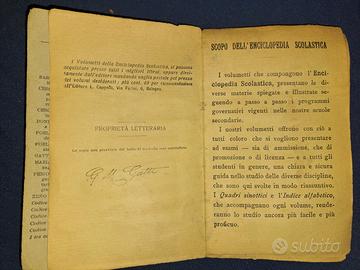 I Volumetti della Enciclopedia Scolastica, si possono
acquistare presso tutti i migliori librai, oppure diret-
tamente dall'editore mandando vaglia postale pel prezzo
dei volumi desiderati; più cent. 10 per raccomandazione
all'Editore L. Cappelli, Via Farini, 6, Bologna.
PROPRIETÀ LETTERARIA
SCOPO DELL'ENCICLOPEDIA SCOLASTICA
I volumetti che compongono l'Enci-
clopedia Scolastica, presentano le di-
verse materie spiegate e illustrate se-
guendo a passo a passo i programmi
governativi vigenti nelle nostre scuole
secondarie.
I nostri volumetti offrono con ciò a
tutti coloro che si vogliono presentare
ad esami — sia di ammissione, che di
promozione o di licenza — e a tutti gli
studenti in genere, una chiara e sicura
guida nello studio delle diverse discipline,
che sono qui svolte in modo riassuntivo.
I Quadri sinottici e l'Indice alfabetico,
che accompagnano ogni volume, rende-
ranno lo studio ancora più facile e più
proficuo.
subito